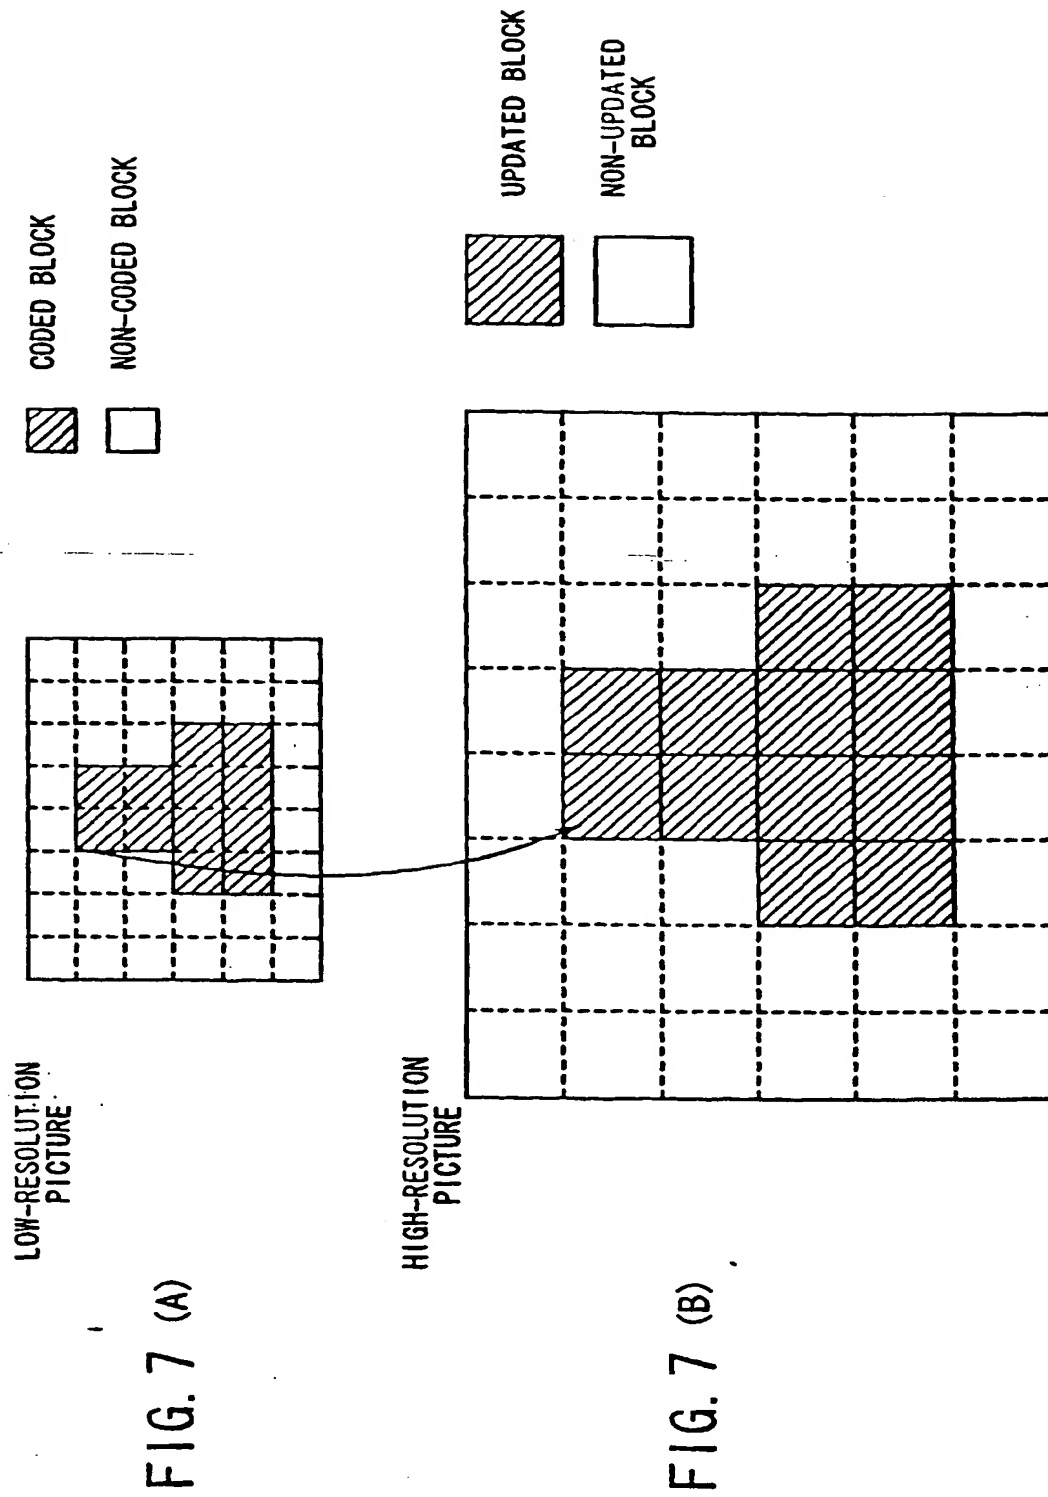 LOW-RESOLUTION
PICTURE
CODED BLOCK
NON-CODED BLOCK
FIG. 7 (A)
HIGH-RESOLUTION
PICTURE
UPDATED BLOCK
NON-UPDATED
BLOCK
FIG. 7 (B)